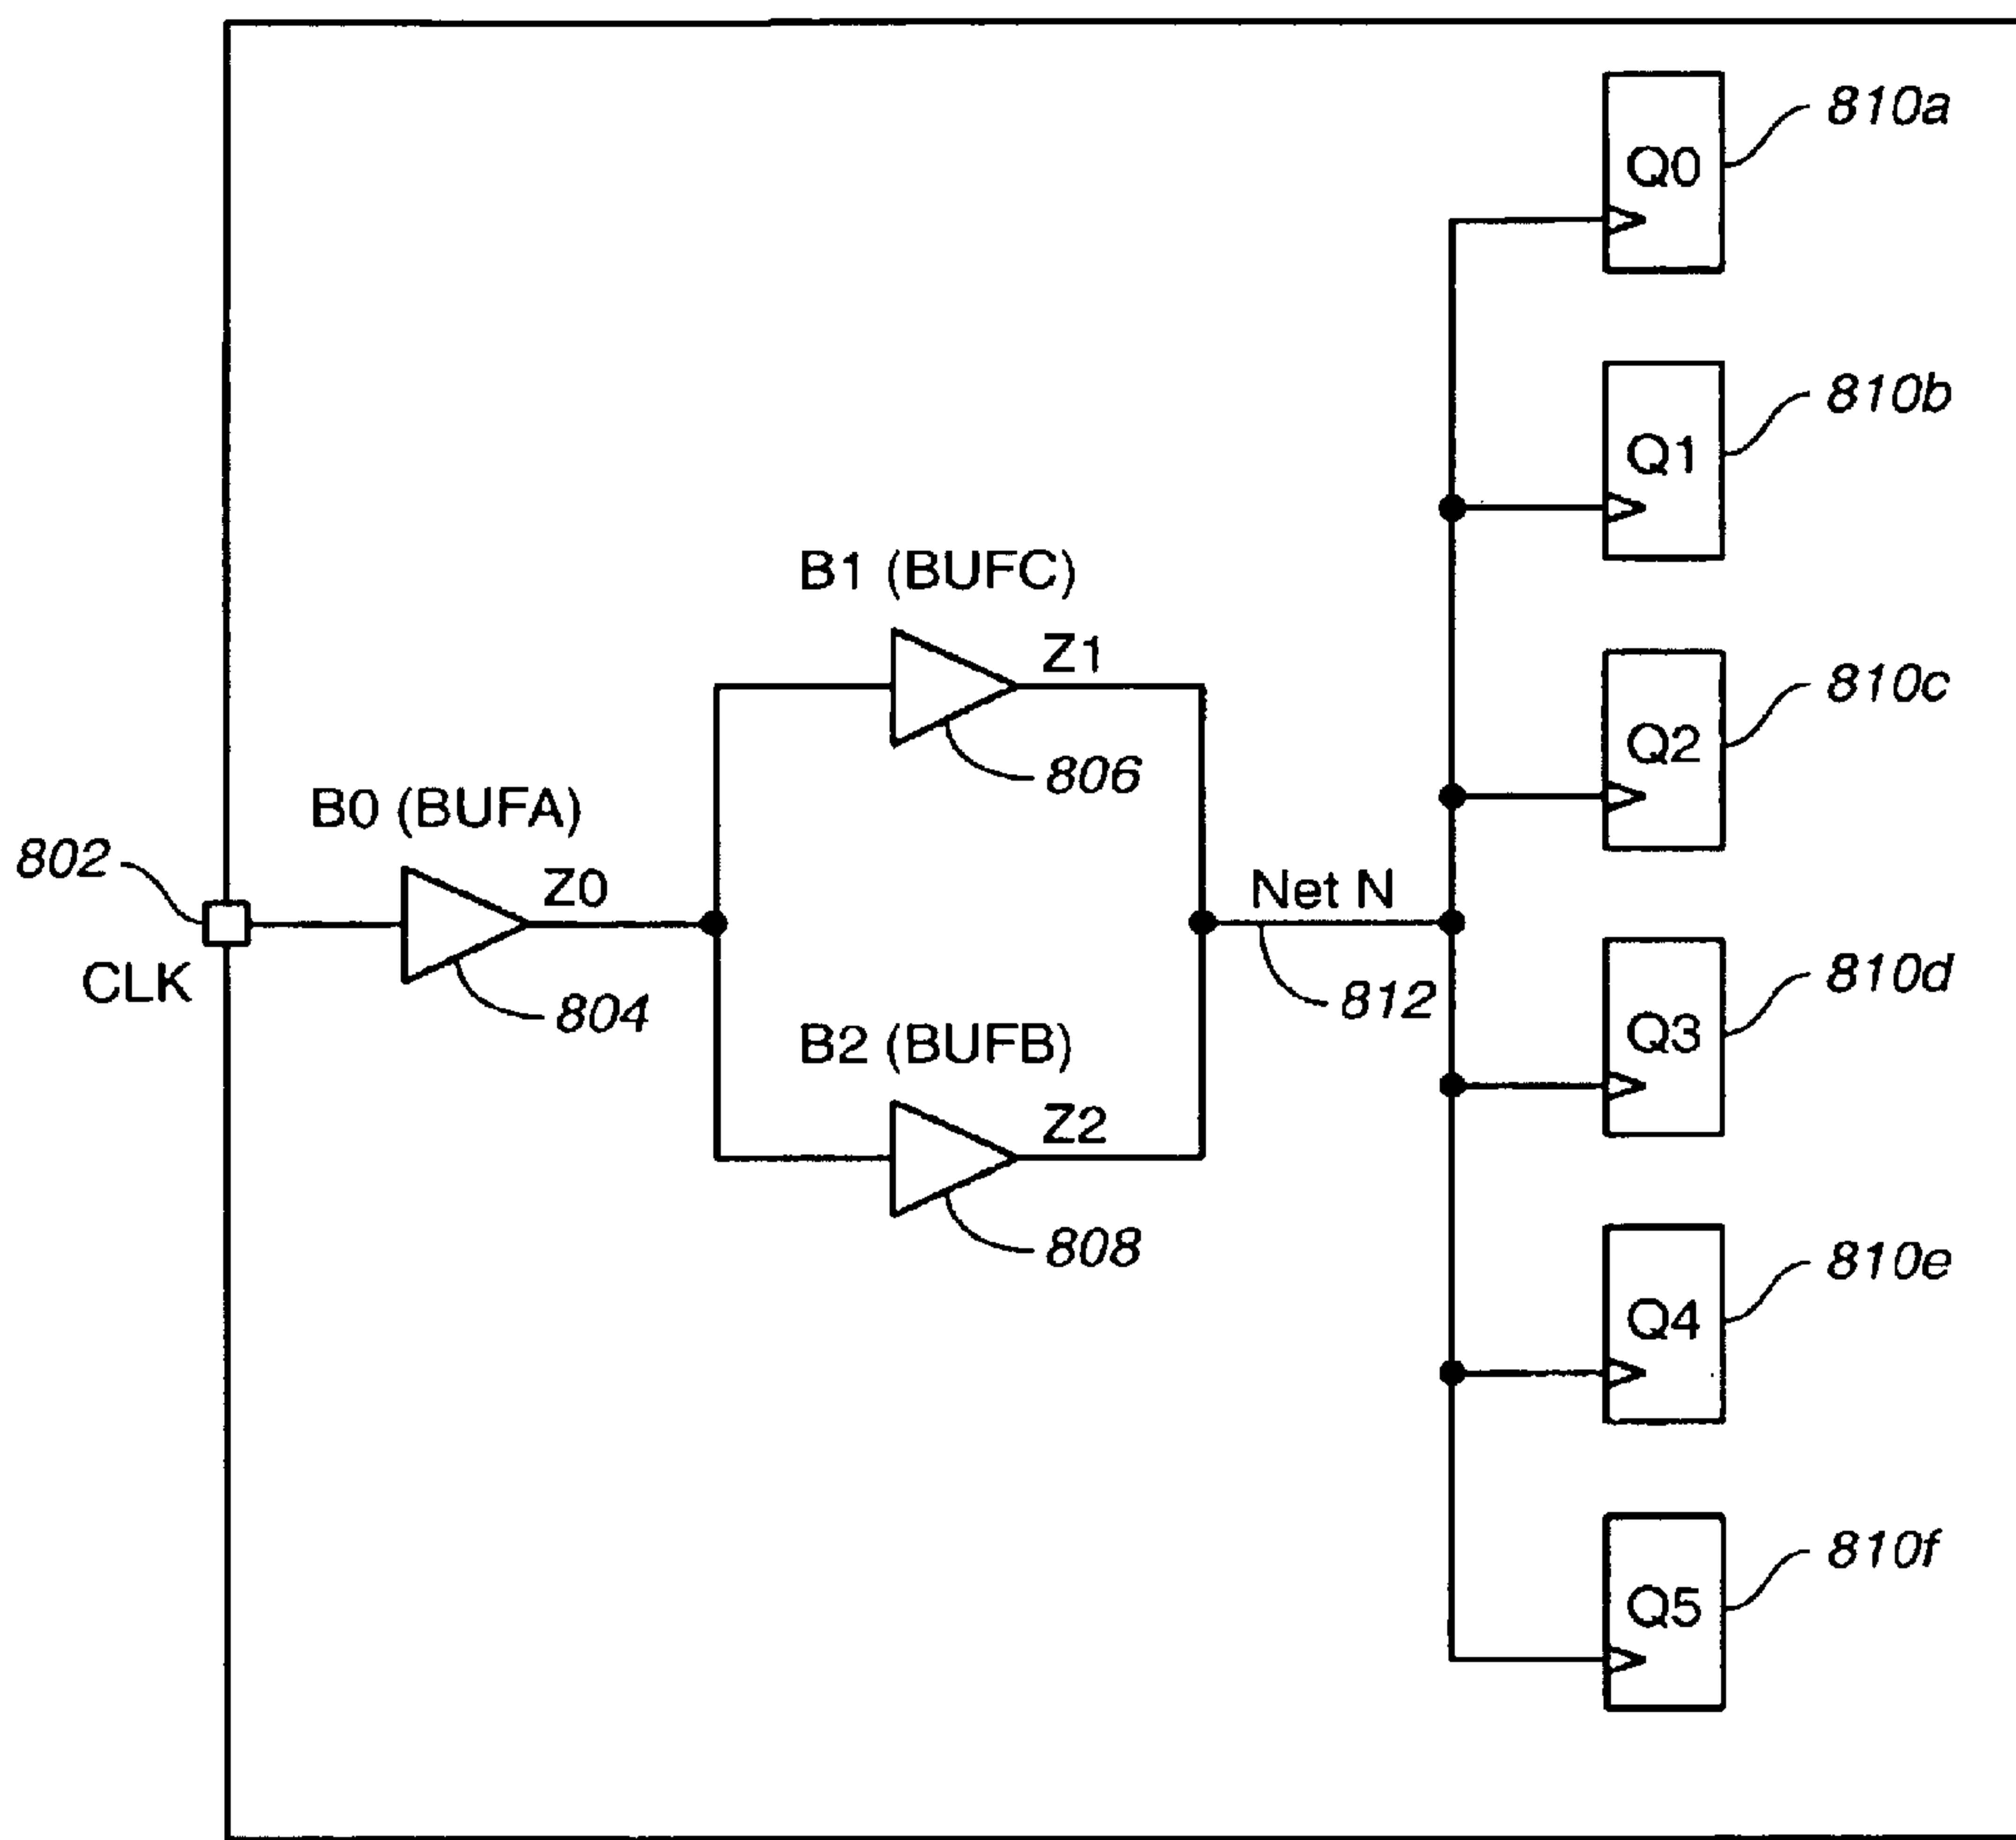 810a
Q0
810b
Q1
B1 (BUFC)
Z1
810c
Q2
806
B0 (BUFA)
802
Z0
Net N
CLK
804
812
810d
Q3
B2 (BUFB)
Z2
808
810e
Q4
810f
Q5